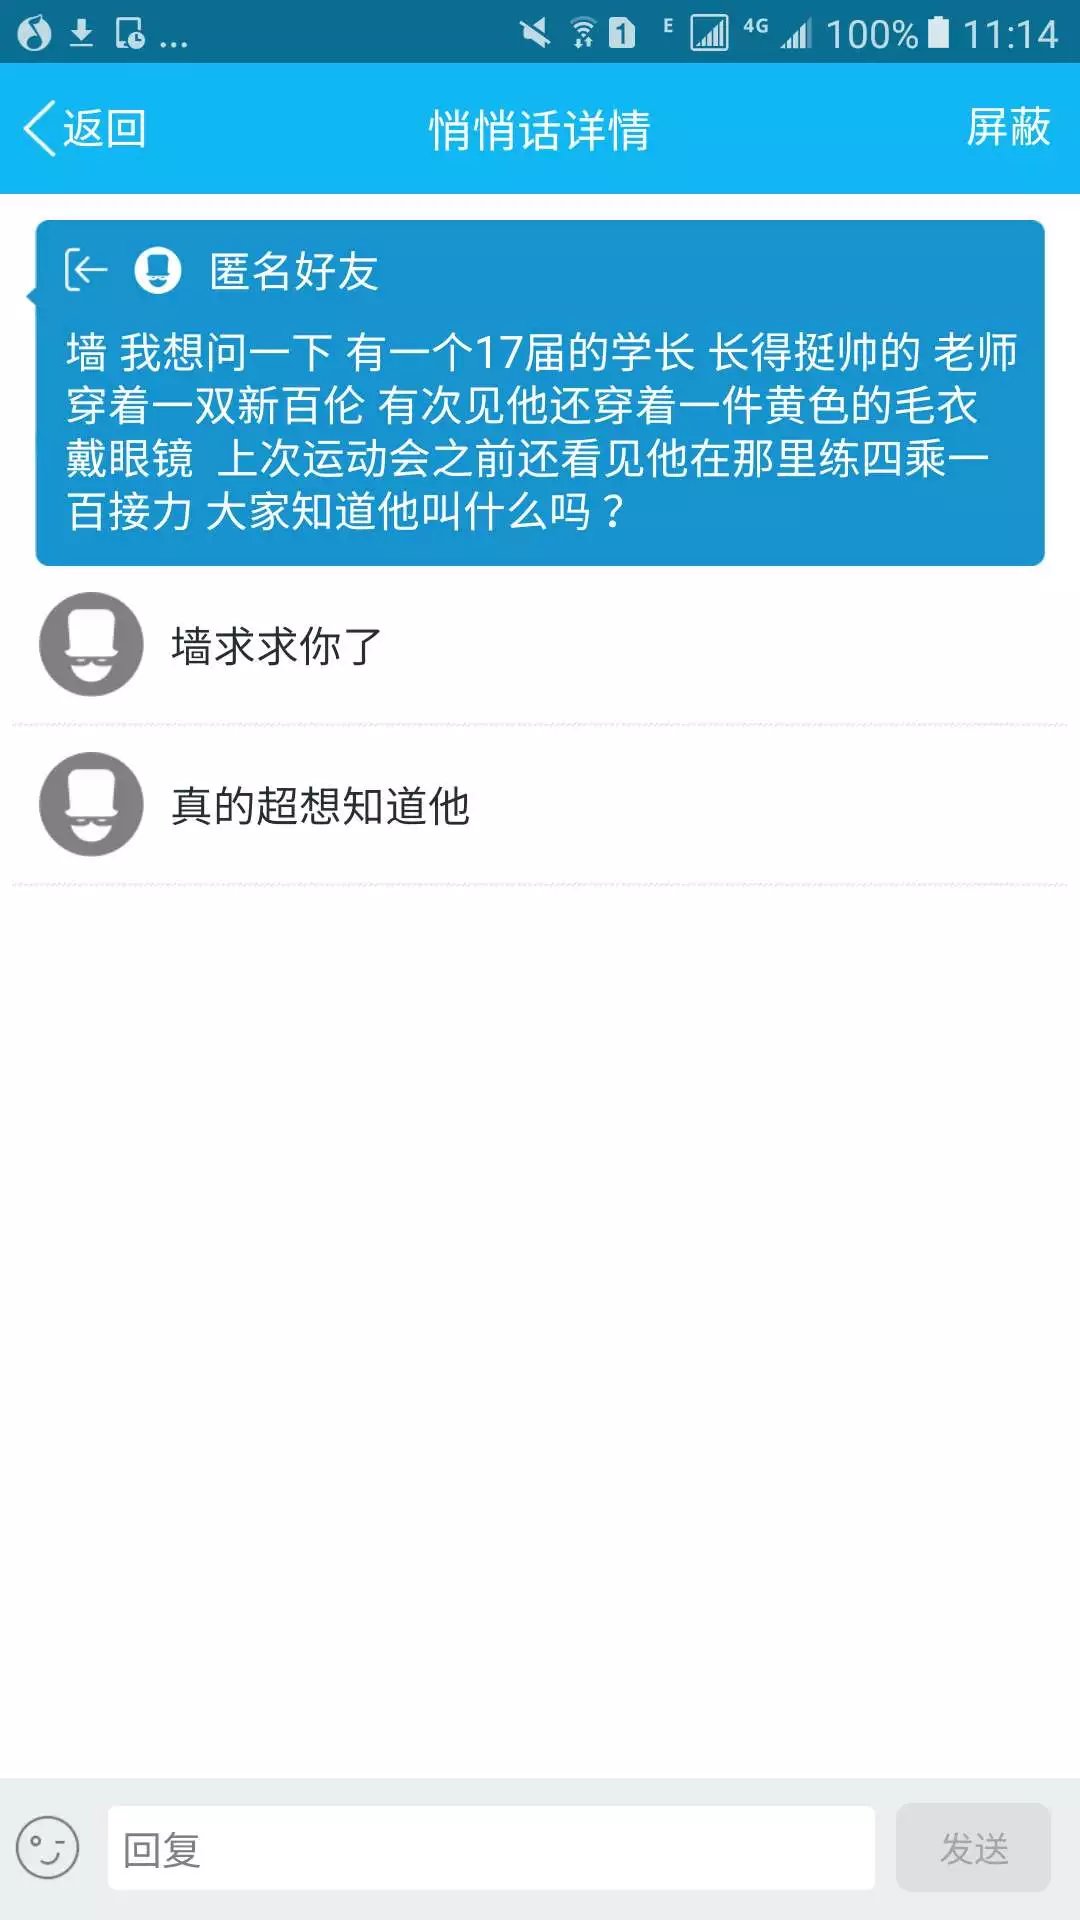 ... 1 E 4G 100% 11:14
返回 悄悄话详情 屏蔽
匿名好友
墙 我想问一下 有一个17届的学长 长得挺帅的 老师
穿着一双新百伦 有次见他还穿着一件黄色的毛衣
戴眼镜 上次运动会之前还看见他在那里练四乘一
百接力 大家知道他叫什么吗？
墙求求你了
真的超想知道他
回复 发送